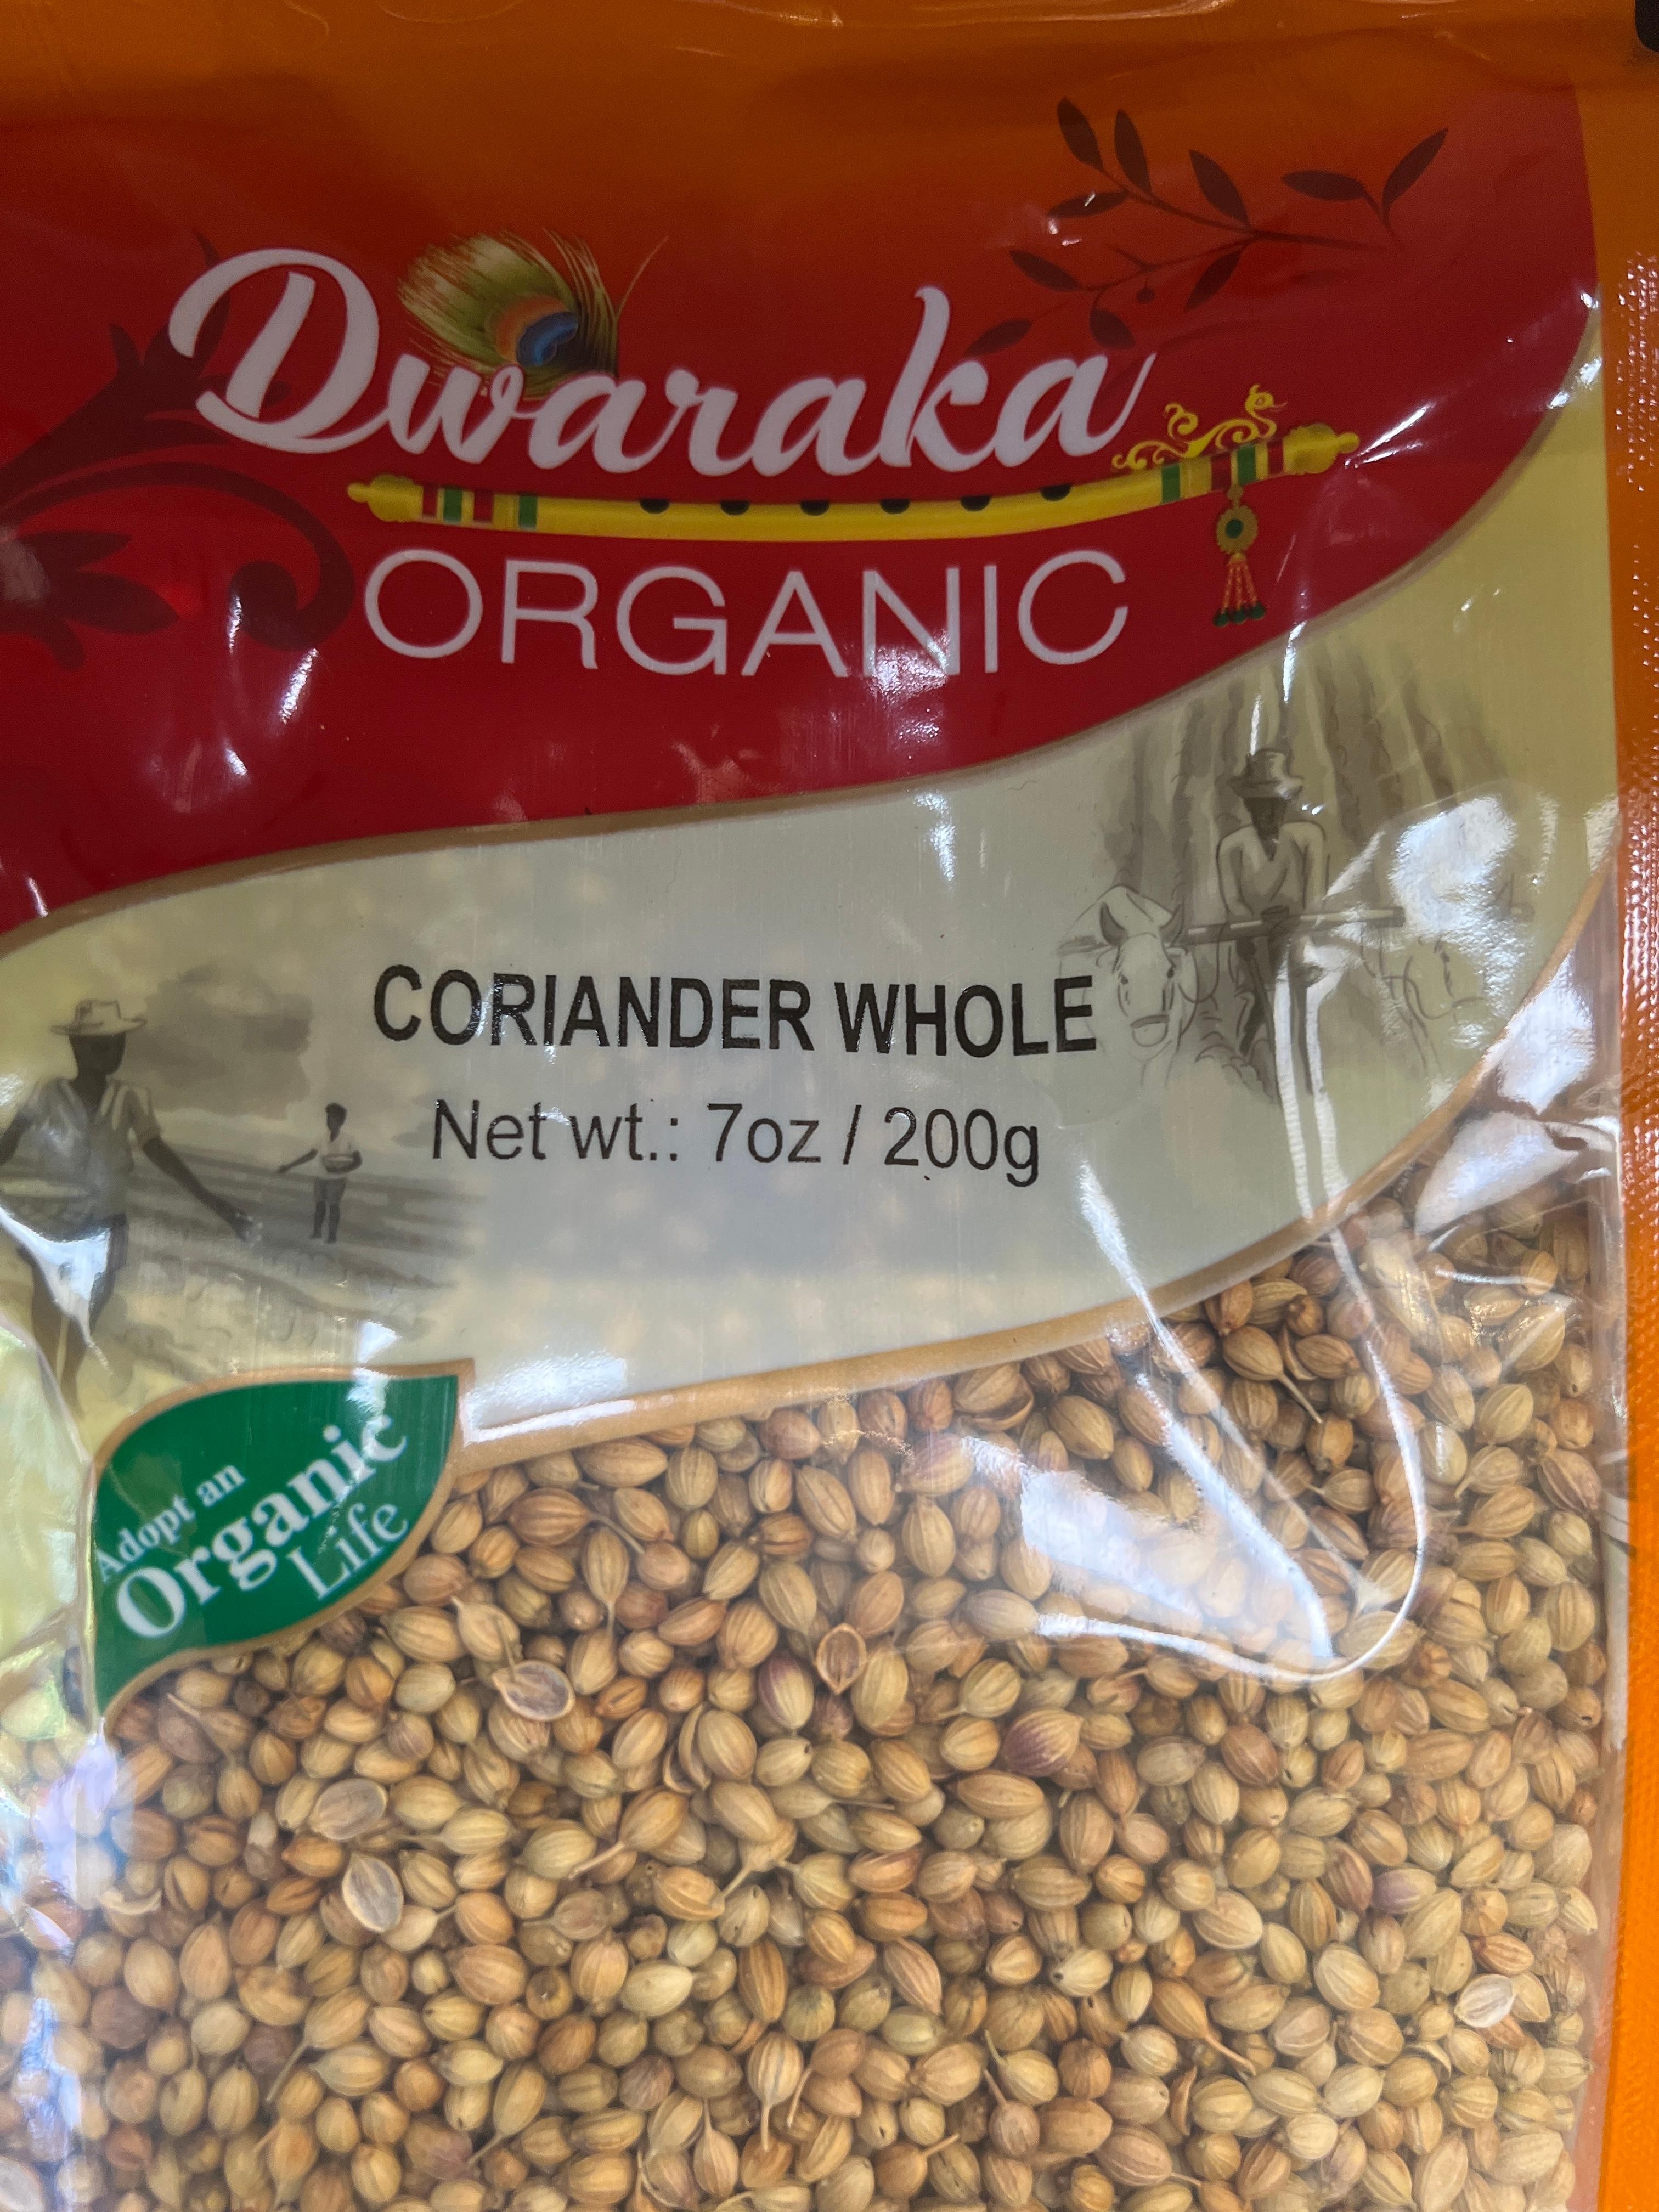 Dwaraka
ORGANIC
CORIANDER WHOLE
Net wt.: 7oz / 200g
Adopt an
Organic
Life